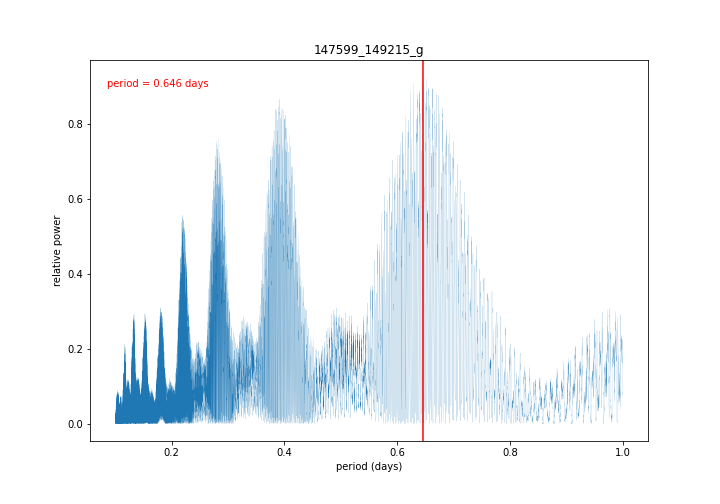 147599_149215_g
period = 0.646 days
relative power
0.8
0.6
0.4
0.2
0.0
0.2 0.4 0.6 0.8 1.0
period (days)